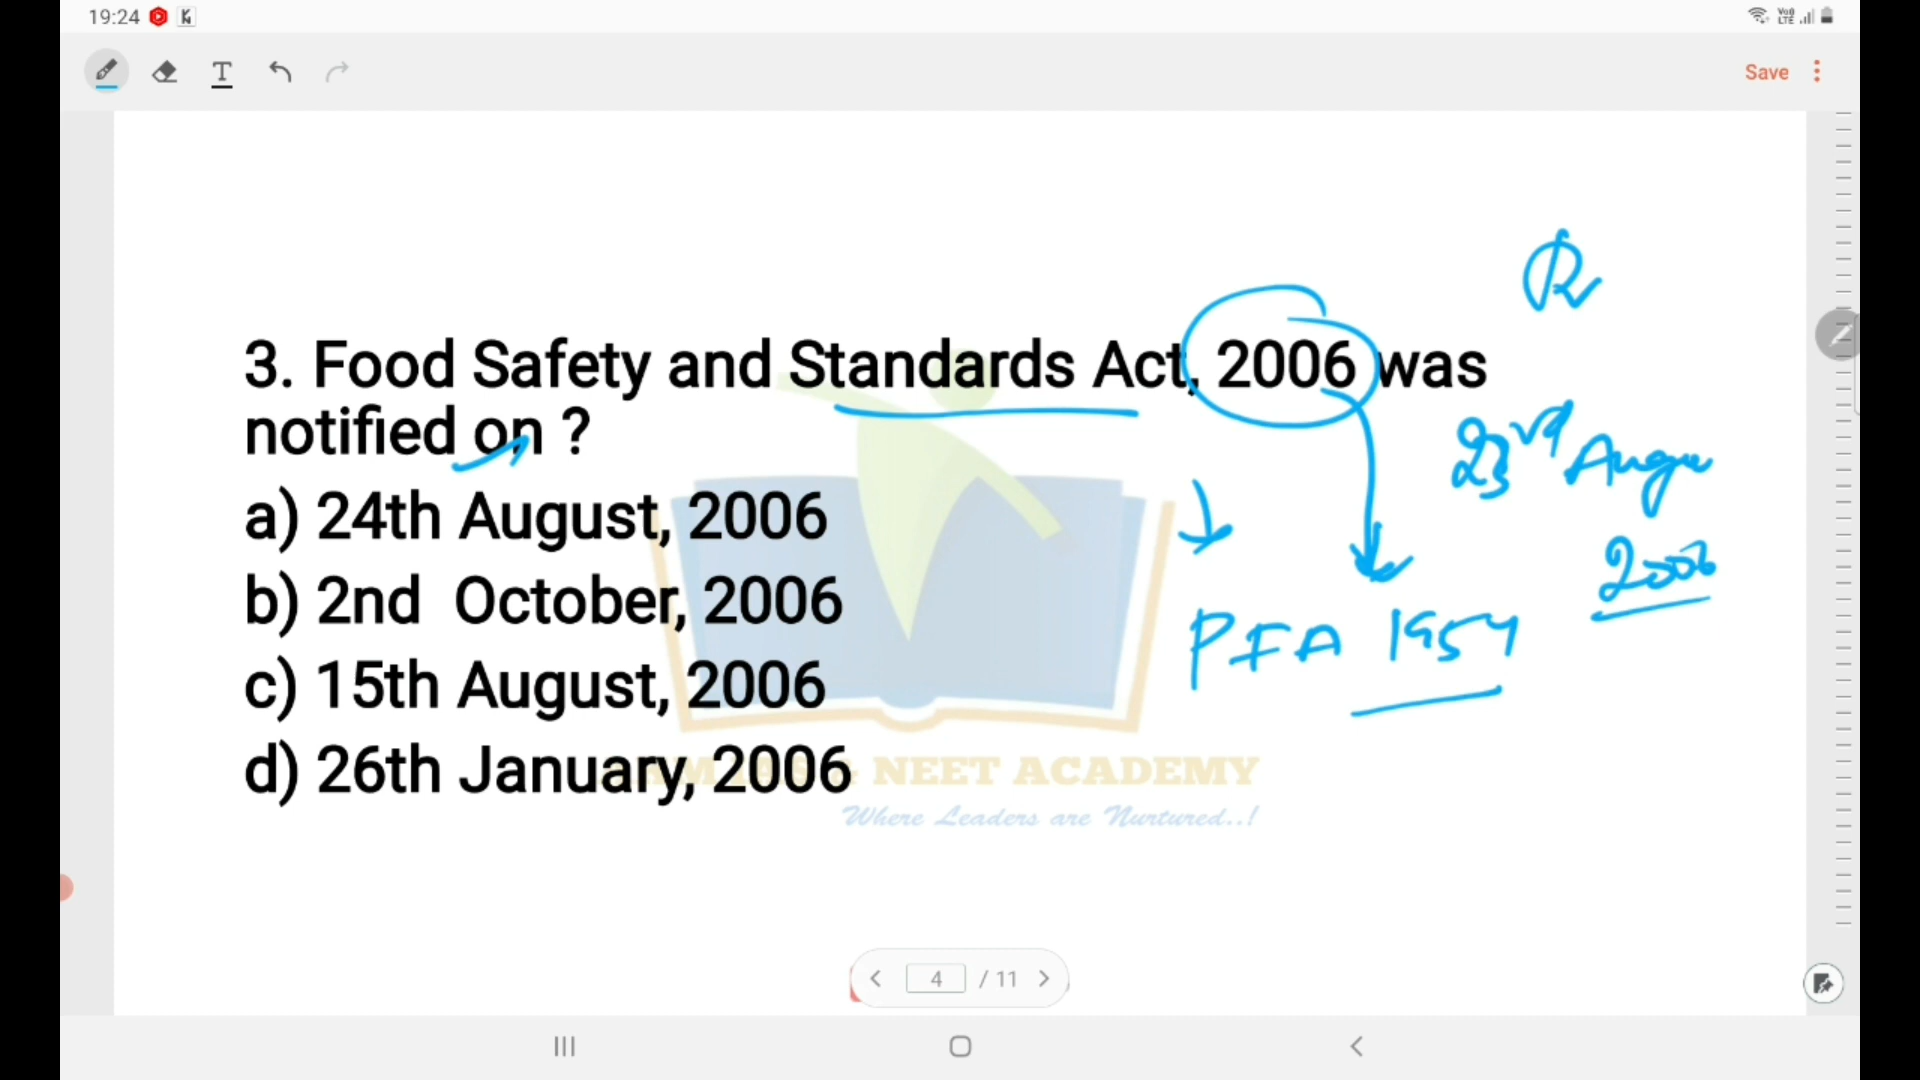 19:24
VoLTE
Save
3. Food Safety and Standards Act, 2006 was
notified on ?
a) 24th August, 2006
b) 2nd October, 2006
c) 15th August, 2006
d) 26th January, 2006
23rd Augu
2006
PFA 1954
& NEET ACADEMY
Where Leaders are Nurtured..!
4 / 11